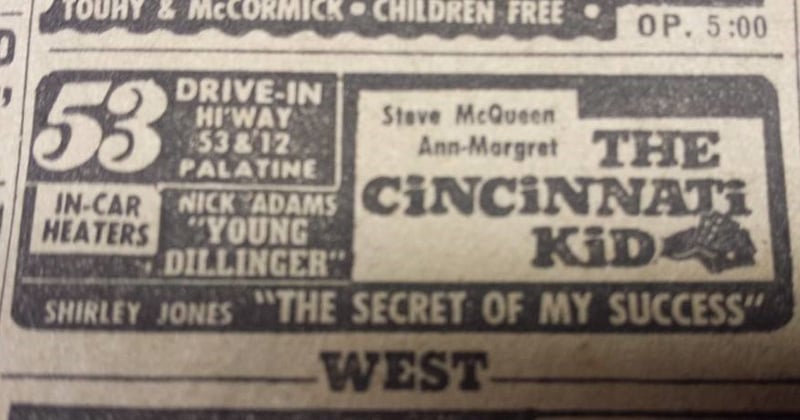 TOUHY & McCORMICK • CHILDREN FREE •
OP. 5:00
53
DRIVE-IN
HI'WAY
53 & 12
PALATINE
IN-CAR
HEATERS
NICK ADAMS
"YOUNG
DILLINGER"
Steve McQueen
Ann-Margret
THE
CiNCiNNATi
KiD
SHIRLEY JONES "THE SECRET OF MY SUCCESS"
WEST